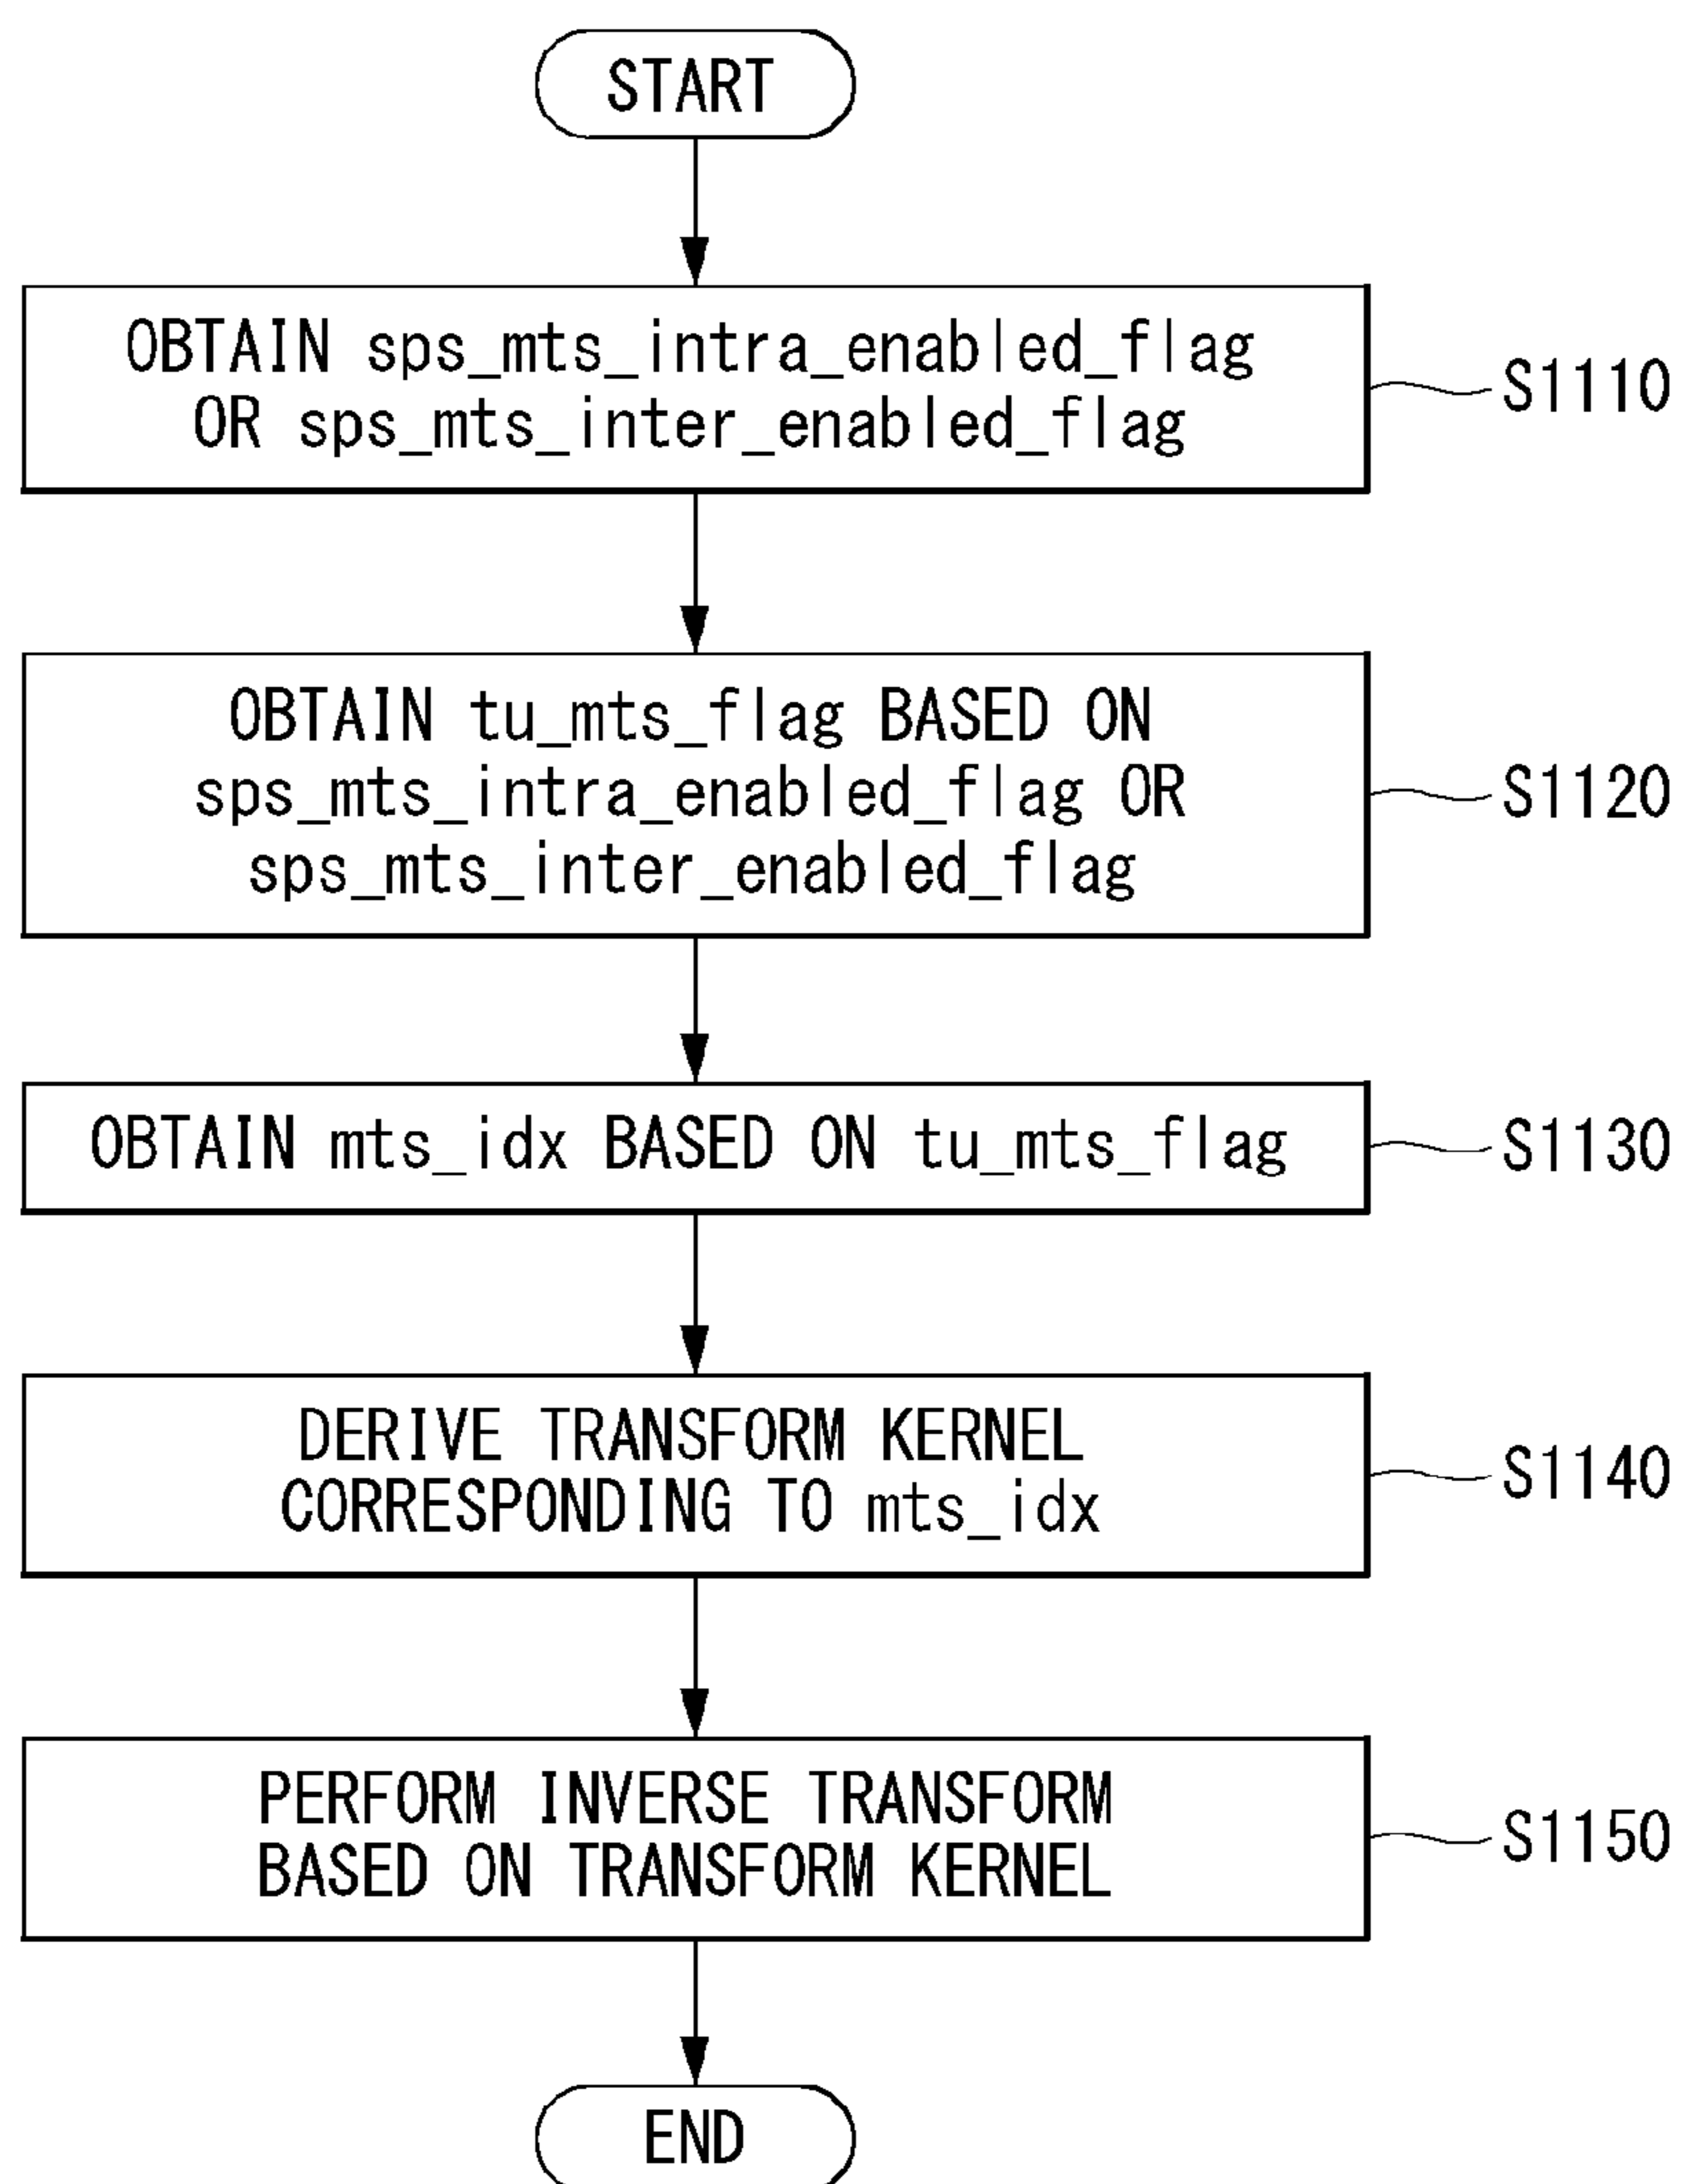 START
OBTAIN sps_mts_intra_enabled_flag
OR sps_mts_inter_enabled_flag
S1110
OBTAIN tu_mts_flag BASED ON
sps_mts_intra_enabled_flag OR
sps_mts_inter_enabled_flag
S1120
OBTAIN mts_idx BASED ON tu_mts_flag
S1130
DERIVE TRANSFORM KERNEL
CORRESPONDING TO mts_idx
S1140
PERFORM INVERSE TRANSFORM
BASED ON TRANSFORM KERNEL
S1150
END